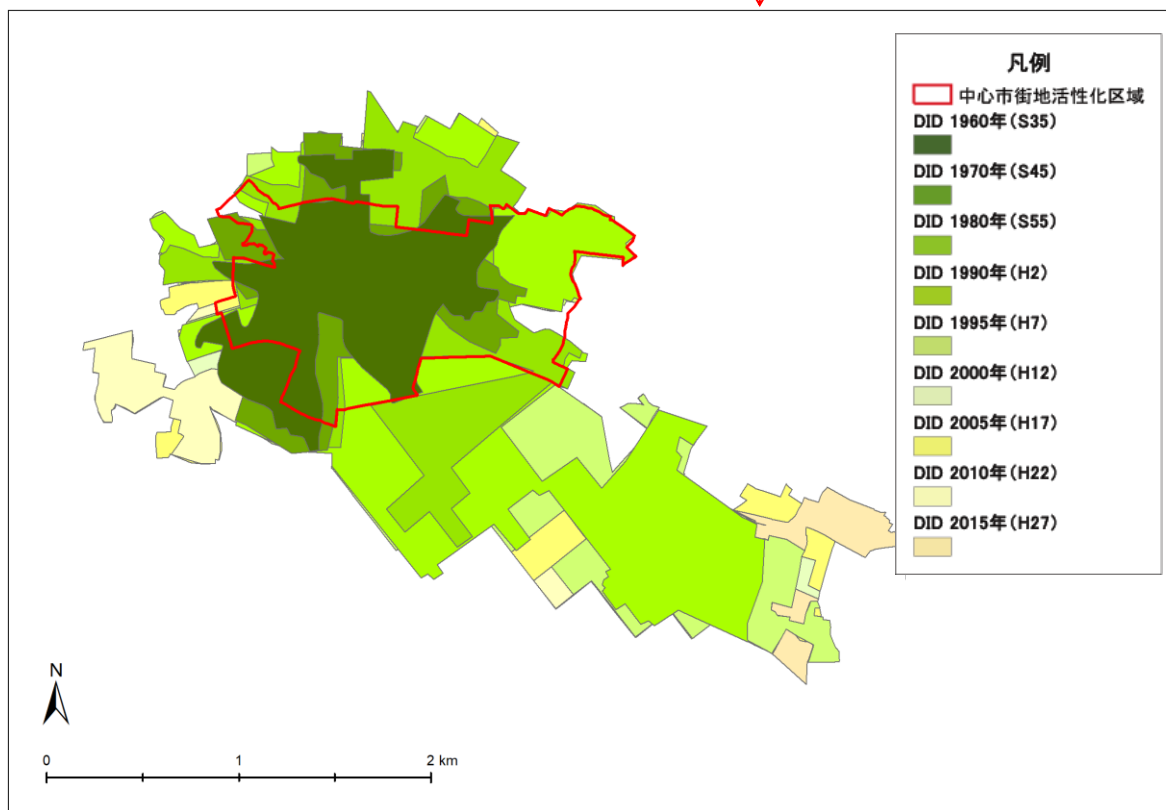 凡例
中心市街地活性化区域
DID 1960年(S35)
DID 1970年(S45)
DID 1980年(S55)
DID 1990年(H2)
DID 1995年(H7)
DID 2000年(H12)
DID 2005年(H17)
DID 2010年(H22)
DID 2015年(H27)
N
0 1 2 km